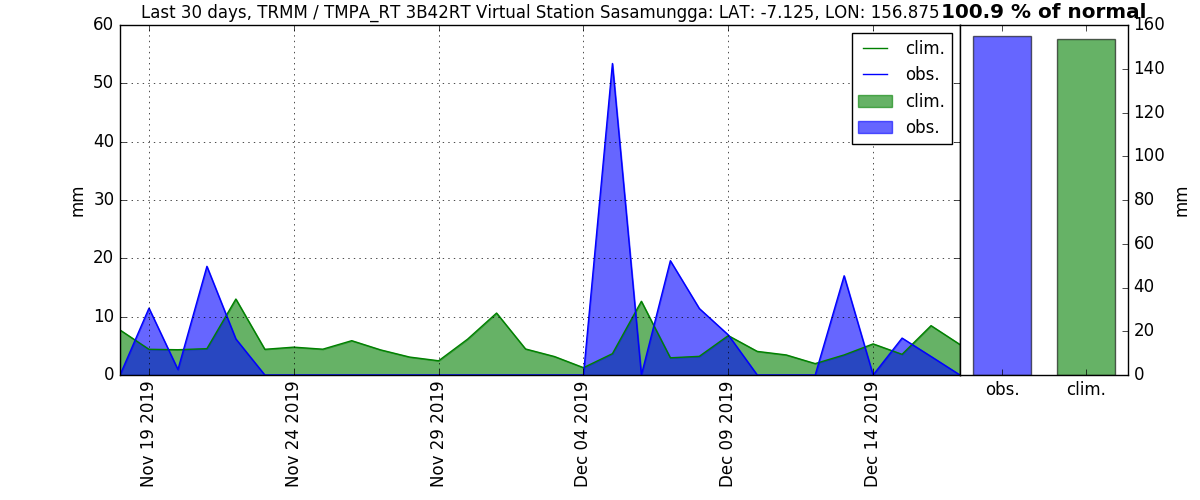 Last 30 days, TRMM / TMPA_RT 3B42RT Virtual Station Sasamungga: LAT: -7.125, LON: 156.875
100.9 % of normal
60
50
40
30
20
10
0
mm
clim.
obs.
clim.
obs.
Nov 19 2019
Nov 24 2019
Nov 29 2019
Dec 04 2019
Dec 09 2019
Dec 14 2019
160
140
120
100
80
60
40
20
0
mm
obs.
clim.